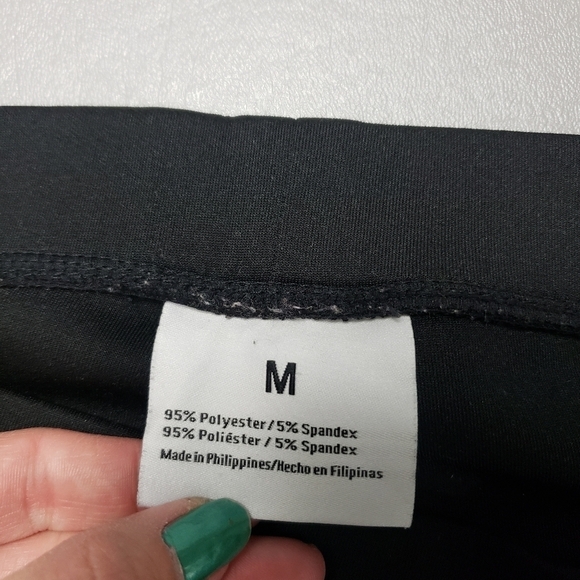 M
95% Polyester/5% Spandex
95% Poliéster / 5% Spandex
Made in Philippines/Hecho en Filipinas